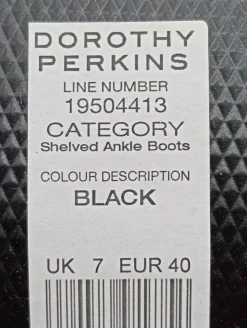 DOROTHY
PERKINS
LINE NUMBER
19504413
CATEGORY
Shelved Ankle Boots
COLOUR DESCRIPTION
BLACK
UK 7 EUR 40